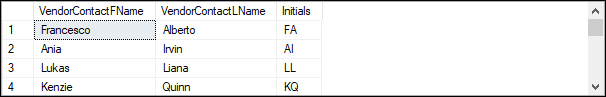 VendorContactFName VendorContactLName Initials
1 Francesco Alberto FA
2 Ania Irvin AI
3 Lukas Liana LL
4 Kenzie Quinn KQ